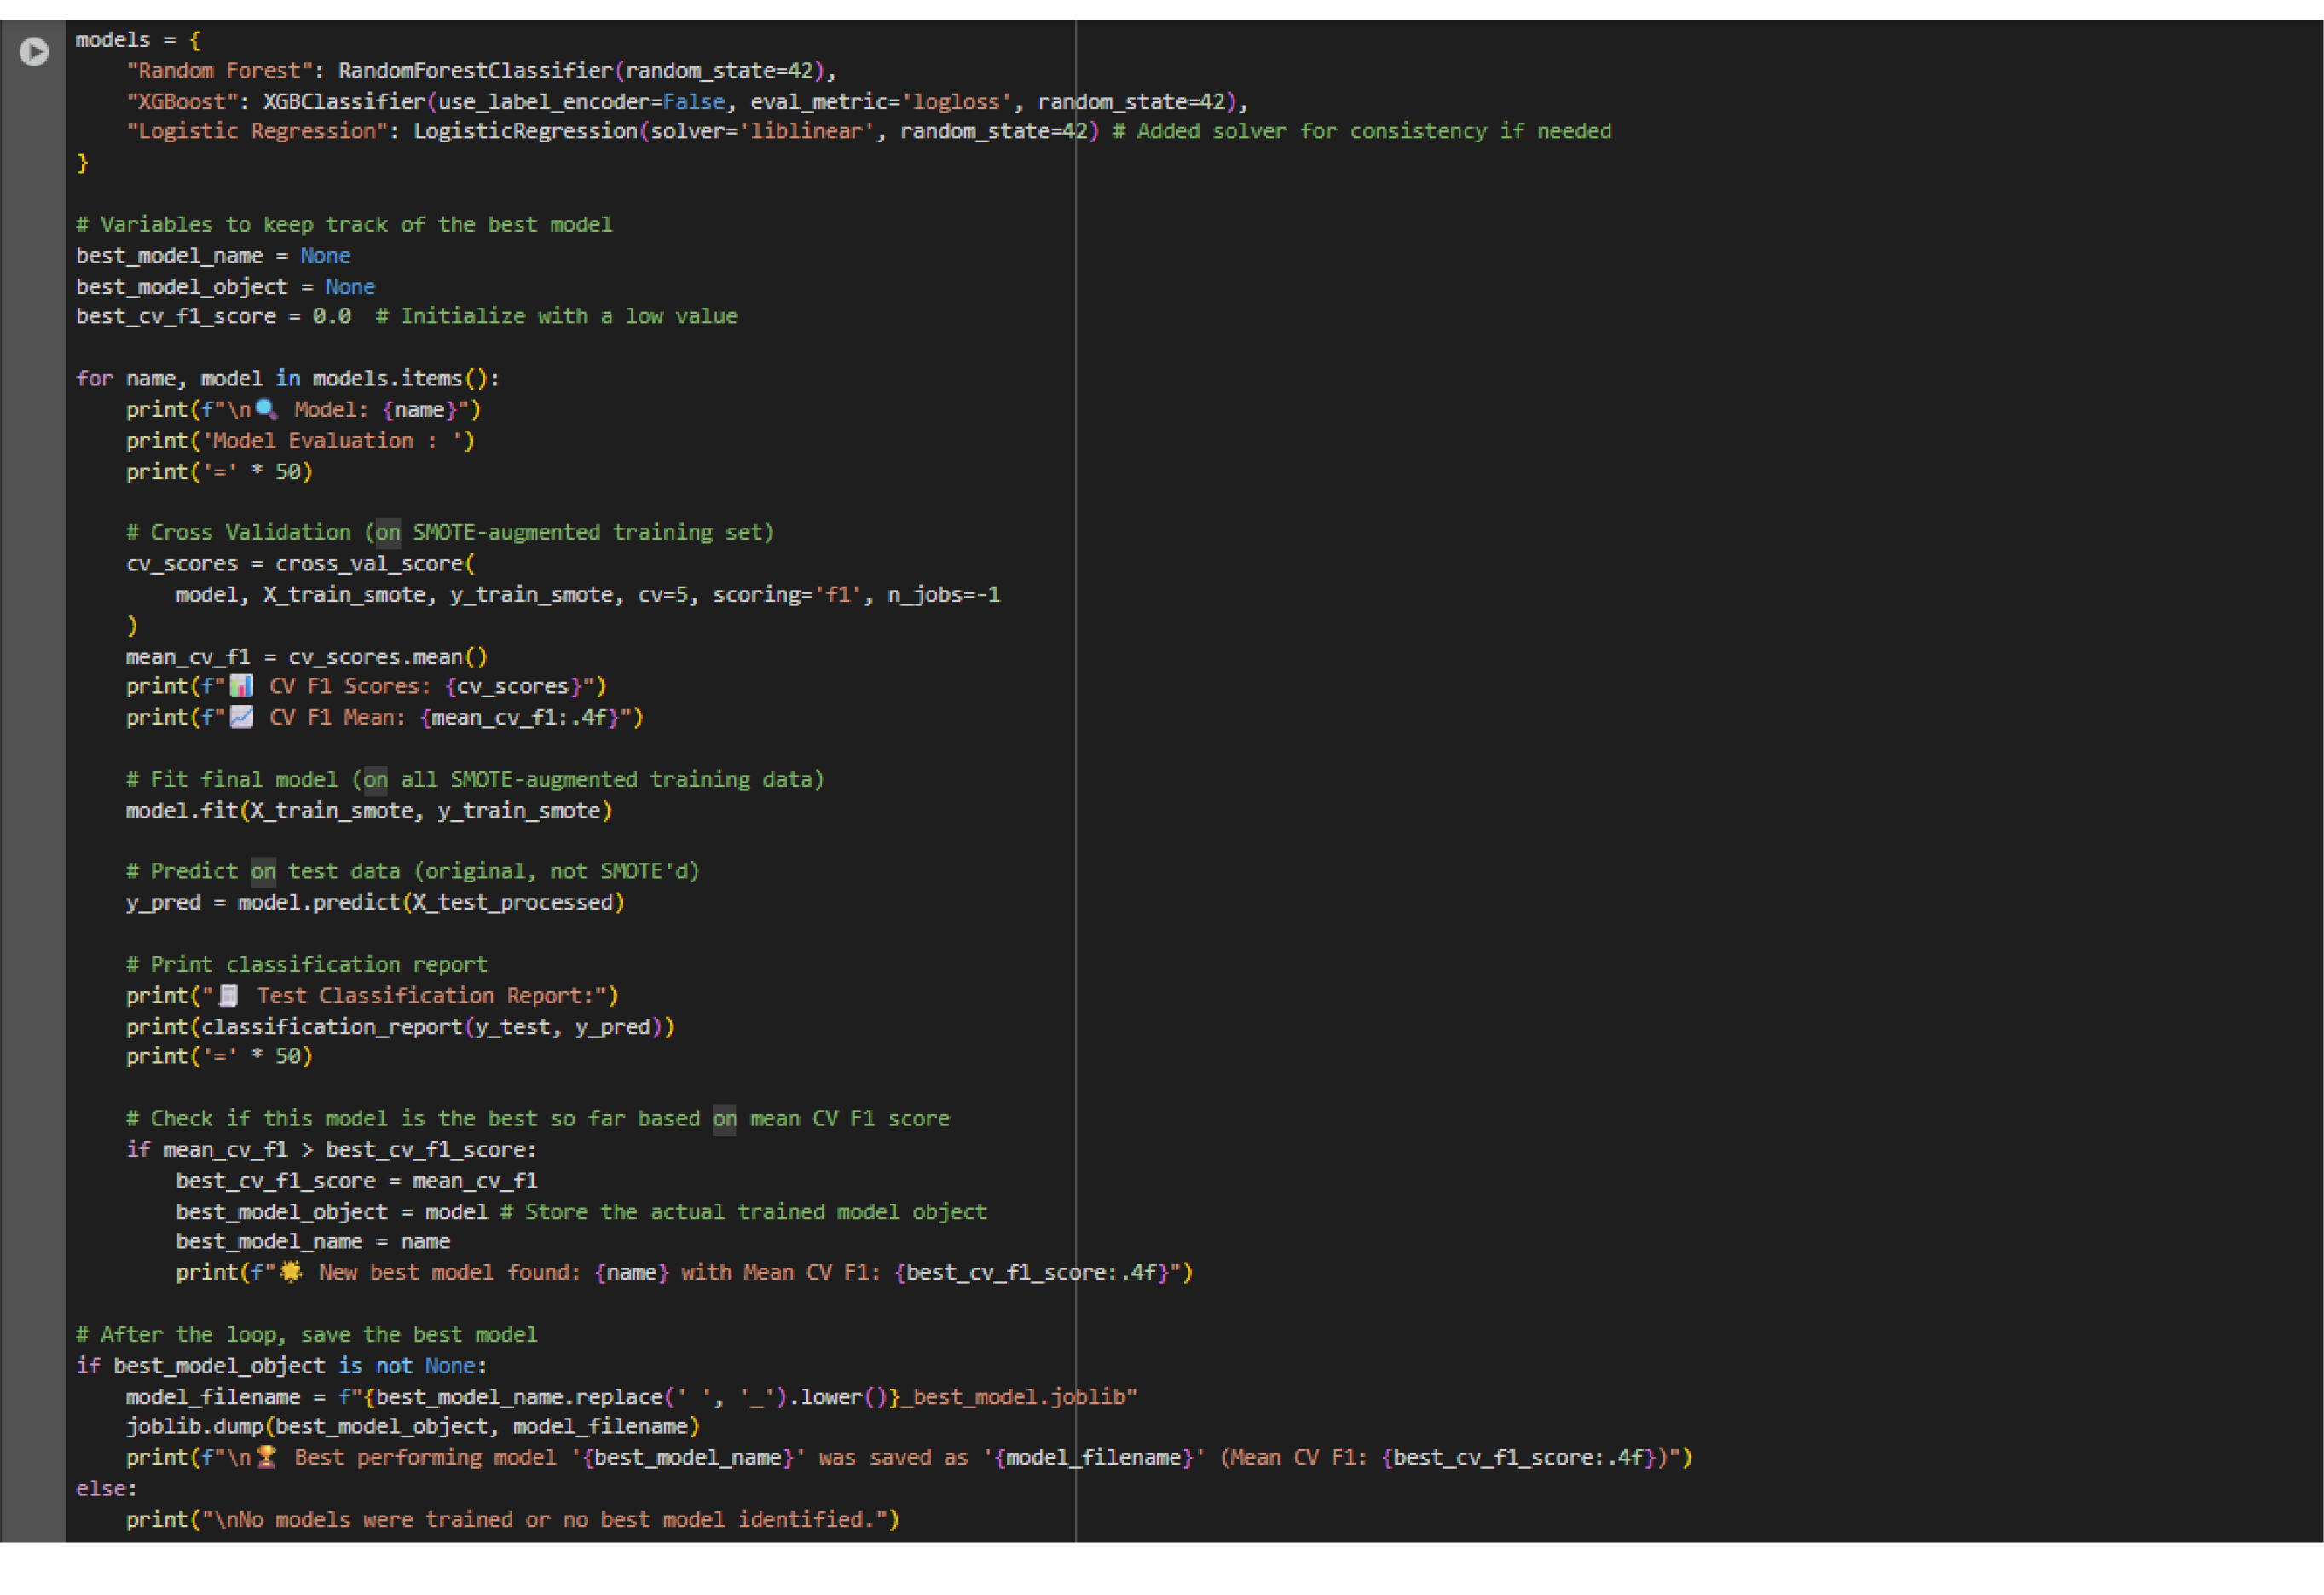 models = {
    "Random Forest": RandomForestClassifier(random_state=42),
    "XGBoost": XGBClassifier(use_label_encoder=False, eval_metric='logloss', random_state=42),
    "Logistic Regression": LogisticRegression(solver='liblinear', random_state=42) # Added solver for consistency if needed
}

# Variables to keep track of the best model
best_model_name = None
best_model_object = None
best_cv_f1_score = 0.0  # Initialize with a low value

for name, model in models.items():
    print(f"\n🔍 Model: {name}")
    print('Model Evaluation : ')
    print('=' * 50)

    # Cross Validation (on SMOTE-augmented training set)
    cv_scores = cross_val_score(
        model, X_train_smote, y_train_smote, cv=5, scoring='f1', n_jobs=-1
    )
    mean_cv_f1 = cv_scores.mean()
    print(f"📊 CV F1 Scores: {cv_scores}")
    print(f"📈 CV F1 Mean: {mean_cv_f1:.4f}")

    # Fit final model (on all SMOTE-augmented training data)
    model.fit(X_train_smote, y_train_smote)

    # Predict on test data (original, not SMOTE'd)
    y_pred = model.predict(X_test_processed)

    # Print classification report
    print("🧾 Test Classification Report:")
    print(classification_report(y_test, y_pred))
    print('=' * 50)

    # Check if this model is the best so far based on mean CV F1 score
    if mean_cv_f1 > best_cv_f1_score:
        best_cv_f1_score = mean_cv_f1
        best_model_object = model # Store the actual trained model object
        best_model_name = name
        print(f"🌟 New best model found: {name} with Mean CV F1: {best_cv_f1_score:.4f}")

# After the loop, save the best model
if best_model_object is not None:
    model_filename = f"{best_model_name.replace(' ', '_').lower()}_best_model.joblib"
    joblib.dump(best_model_object, model_filename)
    print(f"\n🏆 Best performing model '{best_model_name}' was saved as '{model_filename}' (Mean CV F1: {best_cv_f1_score:.4f})")
else:
    print("\nNo models were trained or no best model identified.")